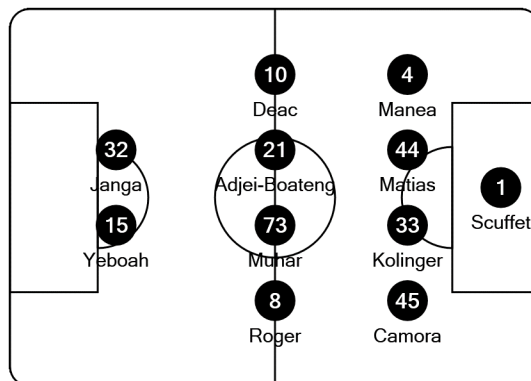 10
Deac
4
Manea
32
Janga
21
Adjei-Boateng
44
Matias
1
Scuffet
15
Yeboah
73
Muhar
33
Kolinger
8
Roger
45
Camora